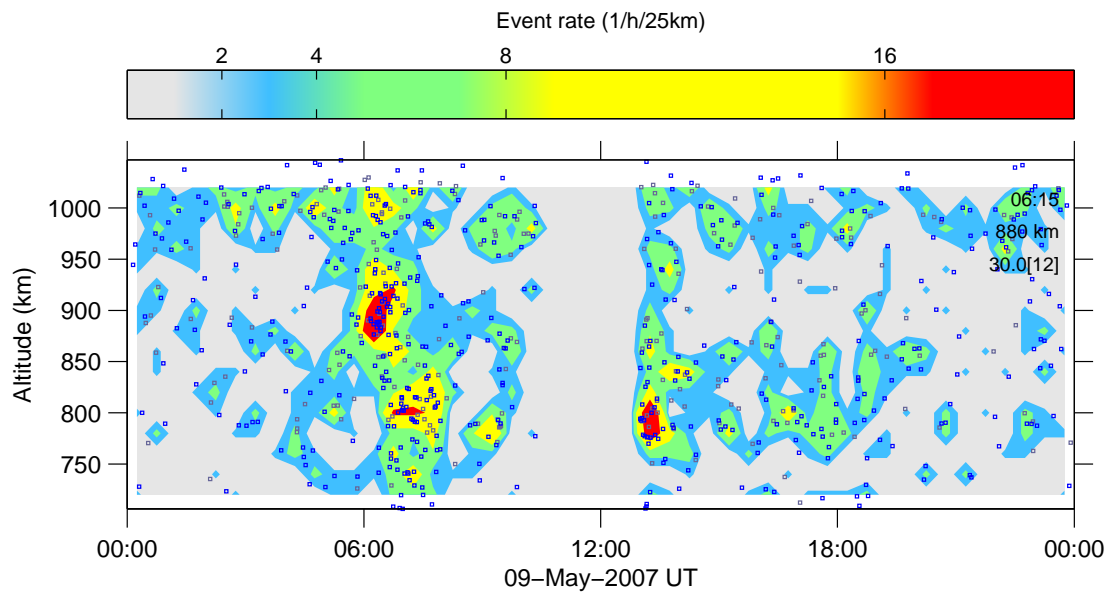 Event rate (1/h/25km)
2 4 8 16
06:15
880 km
30.0[12]
1000
950
900
850
800
750
Altitude (km)
00:00 06:00 12:00 18:00 00:00
09−May−2007 UT